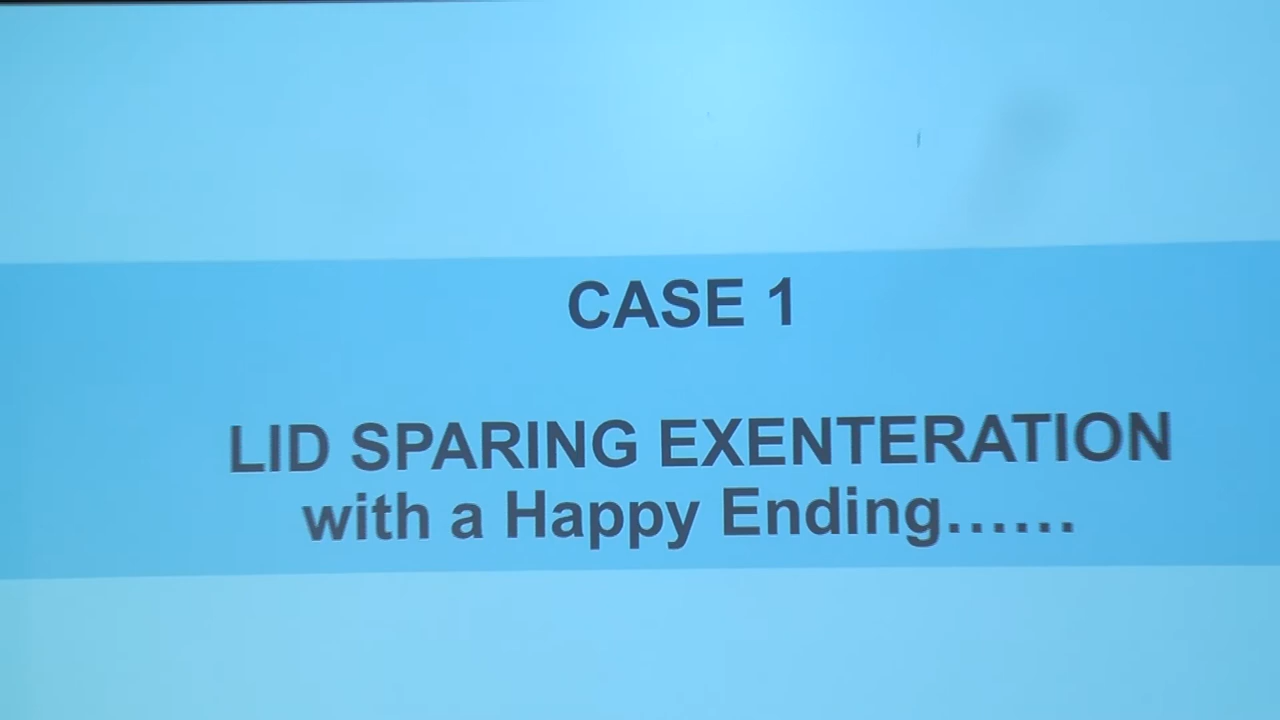 CASE 1
LID SPARING EXENTERATION
with a Happy Ending......